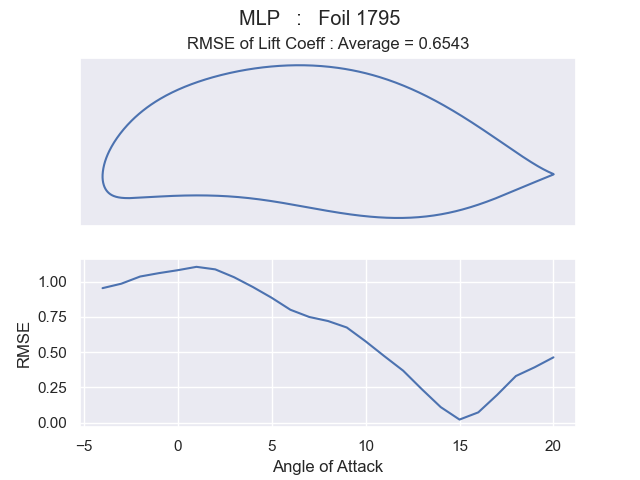 MLP   :   Foil 1795
RMSE of Lift Coeff : Average = 0.6543
1.00
0.75
0.50
0.25
0.00
RMSE
−5 0 5 10 15 20
Angle of Attack